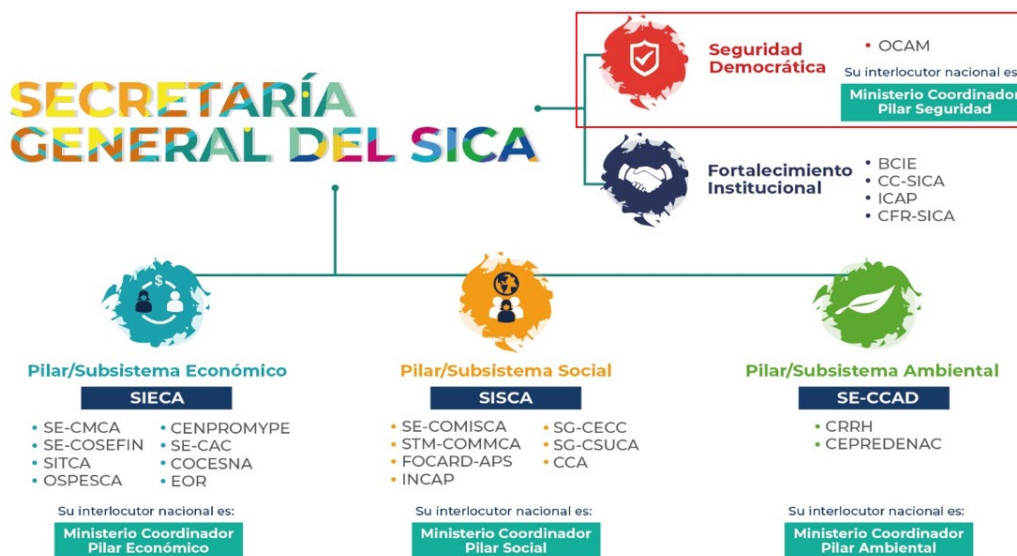 SECRETARÍA
GENERAL DEL SICA
Seguridad
Democrática
• OCAM
Su interlocutor nacional es:
Ministerio Coordinador
Pilar Seguridad
Fortalecimiento
Institucional
• BCIE
• CC-SICA
• ICAP
• CFR-SICA
$
Pilar/Subsistema Económico
SIECA
• SE-CMCA
• SE-COSEFIN
• SITCA
• OSPESCA
• CENPROMYPE
• SE-CAC
• COCESNA
• EOR
Su interlocutor nacional es:
Ministerio Coordinador
Pilar Económico
Pilar/Subsistema Social
SISCA
• SE-COMISCA
• STM-COMMCA
• FOCARD-APS
• INCAP
• SG-CECC
• SG-CSUCA
• CCA
Su interlocutor nacional es:
Ministerio Coordinador
Pilar Social
Pilar/Subsistema Ambiental
SE-CCAD
• CRRH
• CEPREDENAC
Su interlocutor nacional es:
Ministerio Coordinador
Pilar Ambiental